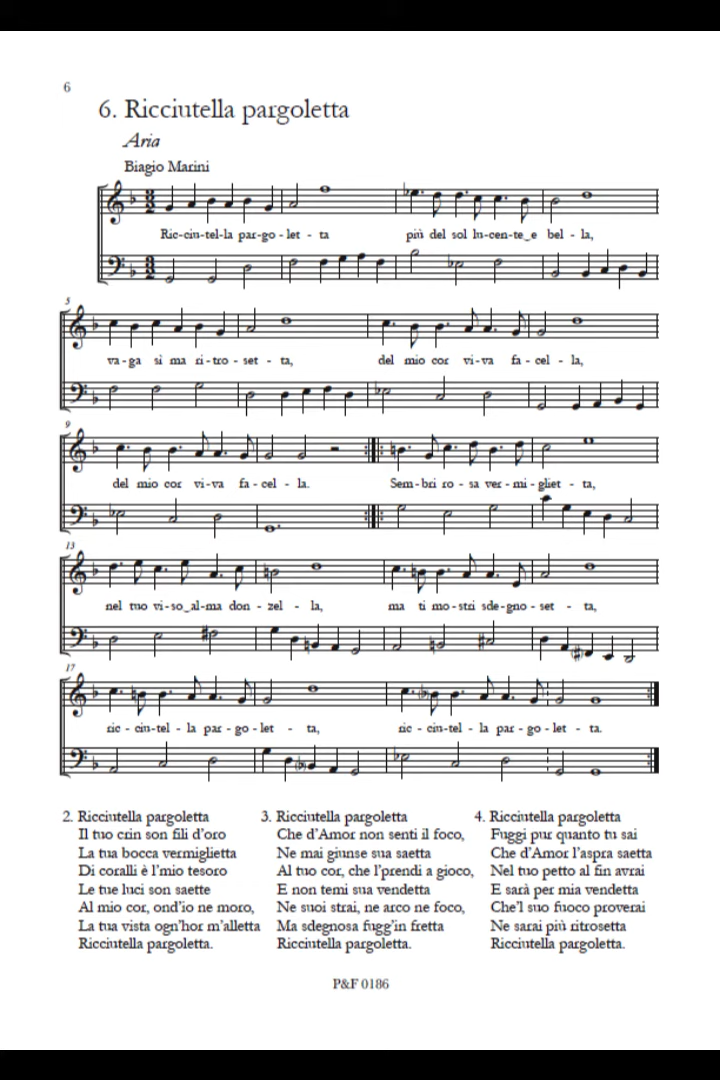 6
6. Ricciutella pargoletta
Aria
Biagio Marini
Ric-ciu-tel-la par-go - let - ta più del sol lu-cen-te‿e bel - la,
5
va-ga si ma ri-tro-set - ta, del mio cor vi-va fa-cel - la,
9
del mio cor vi-va fa-cel - la. Sem-bri ro - sa ver-mi-gliet - ta,
13
nel tuo vi-so‿al-ma don - zel - la, ma ti mo-stri sde-gno-set - ta,
17
ric - ciu-tel - la par - go - let - ta, ric - ciu-tel - la par - go - let - ta.
2. Ricciutella pargoletta
Il tuo crin son fili d'oro
La tua bocca vermiglietta
Di coralli è l'mio tesoro
Le tue luci son saette
Al mio cor, ond'io ne moro,
La tua vista ogn'hor m'alletta
Ricciutella pargoletta.
3. Ricciutella pargoletta
Che d'Amor non senti il foco,
Ne mai giunse sua saetta
Al tuo cor, che l'prendi a gioco,
E non temi sua vendetta
Ne suoi strai, ne arco ne foco,
Ma sdegnosa fugg'in fretta
Ricciutella pargoletta.
4. Ricciutella pargoletta
Fuggi pur quanto tu sai
Che d'Amor l'aspra saetta
Nel tuo petto al fin avrai
E sarà per mia vendetta
Che'l suo fuoco proverai
Ne sarai più ritrosetta
Ricciutella pargoletta.
P&F 0186